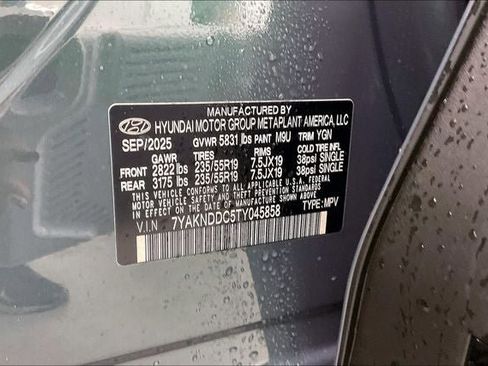 MANUFACTURED BY
HYUNDAI MOTOR GROUP METAPLANT AMERICA, LLC
SEP/2025 GVWR 5831 lbs PAINT M9U TRIM YGN
GAWR TIRES RIMS COLD TIRE INF.
FRONT 2822 lbs 235/55R19 7.5JX19 38psi SINGLE
REAR 3175 lbs 235/55R19 7.5JX19 38psi SINGLE
THIS VEHICLE CONFORMS TO ALL APPLICABLE U.S.A. FEDERAL
MOTOR VEHICLE SAFETY, BUMPER AND THEFT PREVENTION
STANDARDS IN EFFECT ON THE DATE OF MANUFACTURE
SHOWN ABOVE.
V.I.N 7YAKNDDC5TY045858 TYPE: MPV